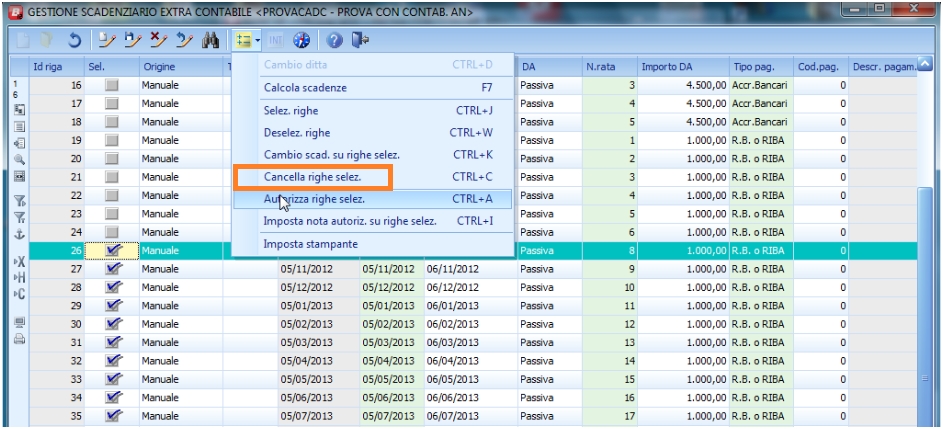 GESTIONE SCADENZIARIO EXTRA CONTABILE <PROVACADC - PROVA CON CONTAB. AN>
INT
Id riga Sel. Origine T DA N.rata Importo DA Tipo pag. Cod.pag. Descr. pagam.
Cambio ditta CTRL+D
Calcola scadenze F7
Selez. righe CTRL+J
Deselez. righe CTRL+W
Cambio scad. su righe selez. CTRL+K
Cancella righe selez. CTRL+C
Autorizza righe selez. CTRL+A
Imposta nota autoriz. su righe selez. CTRL+I
Imposta stampante
1
6
16 Manuale Passiva 3 4.500,00 Accr.Bancari 0
17 Manuale Passiva 4 4.500,00 Accr.Bancari 0
18 Manuale Passiva 5 4.500,00 Accr.Bancari 0
19 Manuale Passiva 1 1.000,00 R.B. o RIBA 0
20 Manuale Passiva 2 1.000,00 R.B. o RIBA 0
21 Manuale Passiva 3 1.000,00 R.B. o RIBA 0
22 Manuale Passiva 4 1.000,00 R.B. o RIBA 0
23 Manuale Passiva 5 1.000,00 R.B. o RIBA 0
24 Manuale Passiva 6 1.000,00 R.B. o RIBA 0
26 Manuale Passiva 8 1.000,00 R.B. o RIBA 0
27 Manuale 05/11/2012 05/11/2012 06/11/2012 Passiva 9 1.000,00 R.B. o RIBA 0
28 Manuale 05/12/2012 05/12/2012 06/12/2012 Passiva 10 1.000,00 R.B. o RIBA 0
29 Manuale 05/01/2013 05/01/2013 06/01/2013 Passiva 11 1.000,00 R.B. o RIBA 0
30 Manuale 05/02/2013 05/02/2013 06/02/2013 Passiva 12 1.000,00 R.B. o RIBA 0
31 Manuale 05/03/2013 05/03/2013 06/03/2013 Passiva 13 1.000,00 R.B. o RIBA 0
32 Manuale 05/04/2013 05/04/2013 06/04/2013 Passiva 14 1.000,00 R.B. o RIBA 0
33 Manuale 05/05/2013 05/05/2013 06/05/2013 Passiva 15 1.000,00 R.B. o RIBA 0
34 Manuale 05/06/2013 05/06/2013 06/06/2013 Passiva 16 1.000,00 R.B. o RIBA 0
35 Manuale 05/07/2013 05/07/2013 06/07/2013 Passiva 17 1.000,00 R.B. o RIBA 0